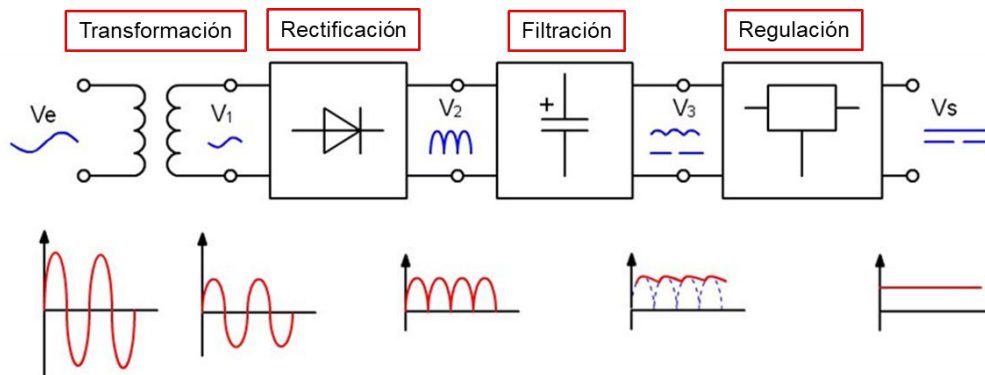 Transformación
Rectificación
Filtración
Regulación
Ve
V1
V2
+
V3
Vs